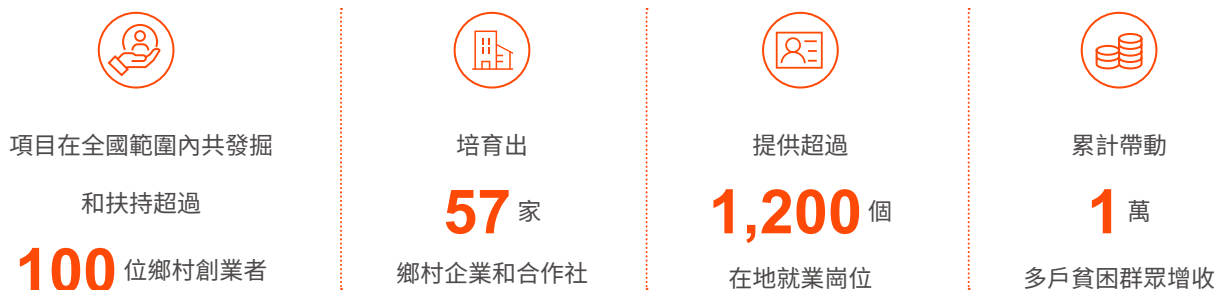 項目在全國範圍內共發掘
和扶持超過
100 位鄉村創業者
培育出
57 家
鄉村企業和合作社
提供超過
1,200 個
在地就業崗位
累計帶動
1 萬
多戶貧困群眾增收